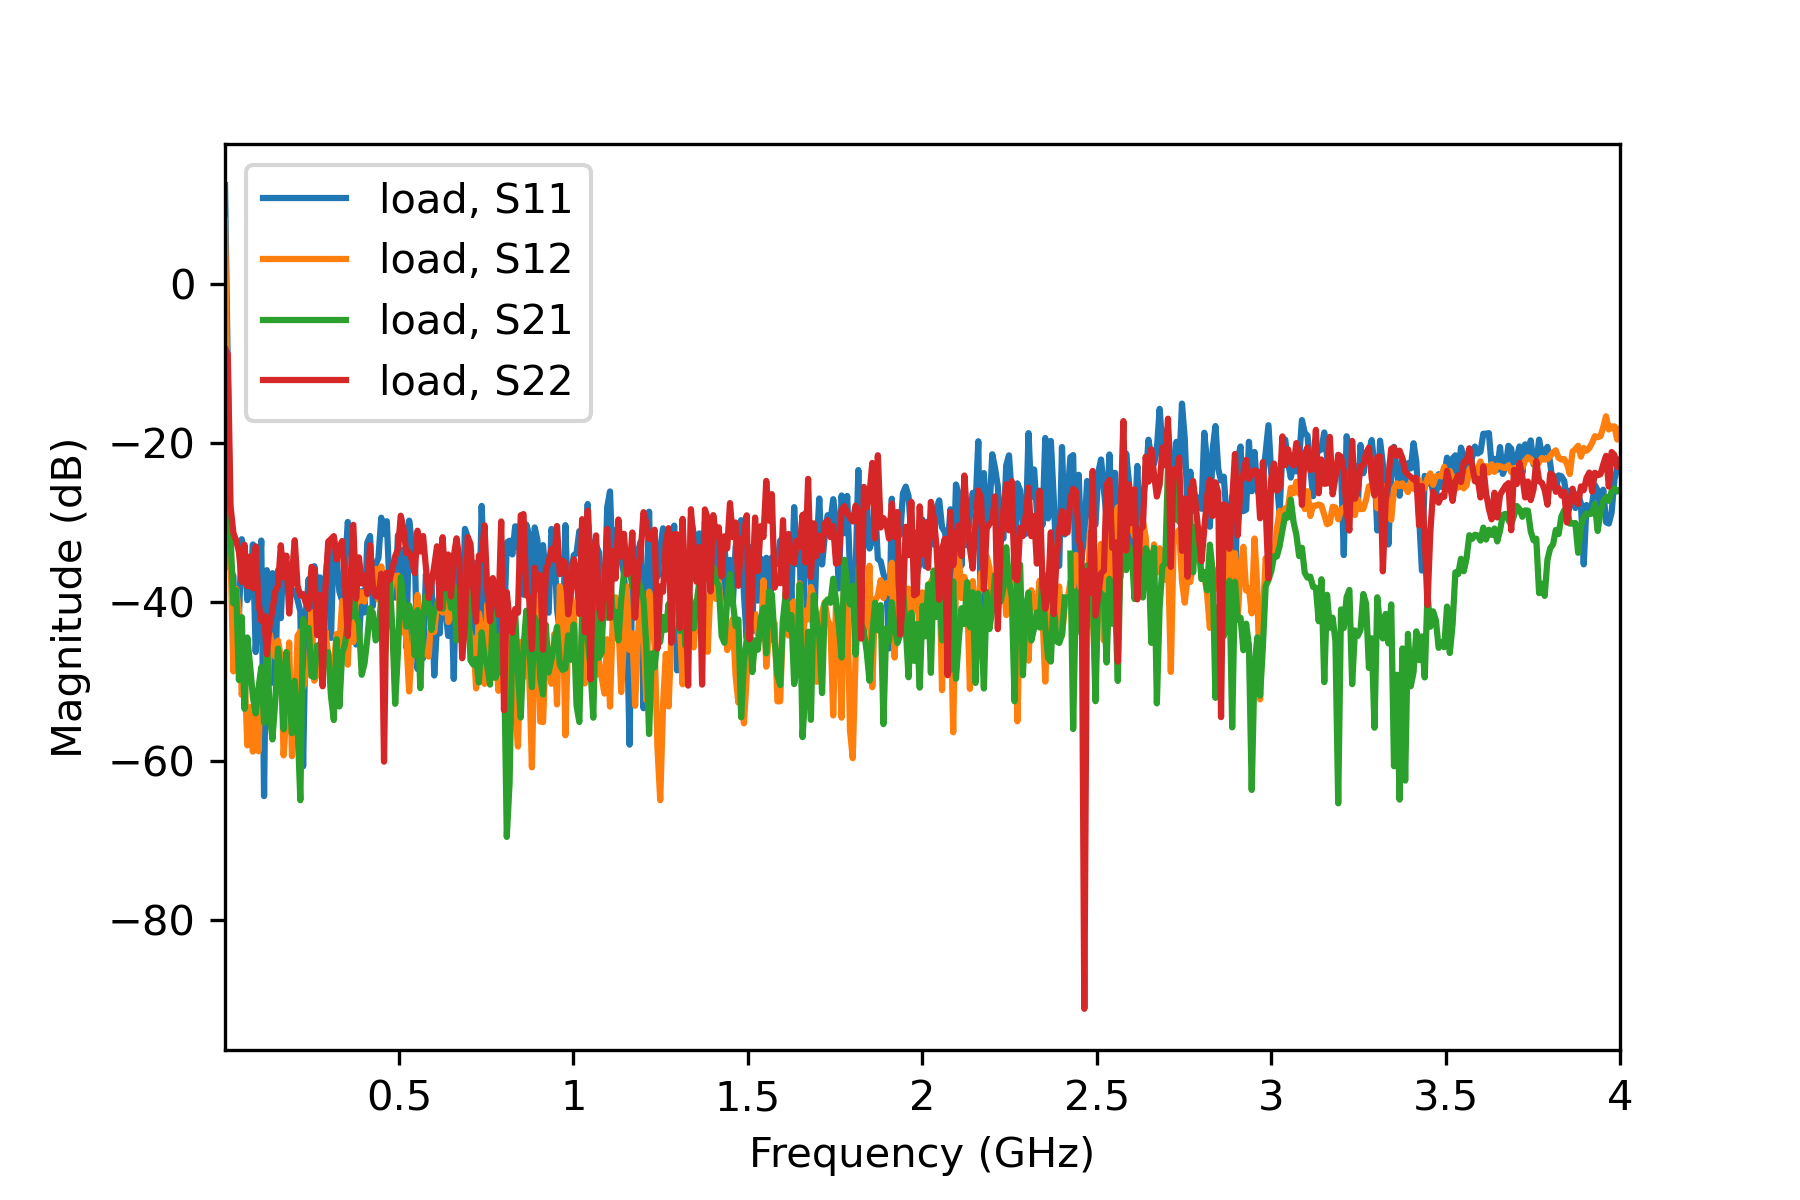 load, S11
load, S12
load, S21
load, S22
0
−20
−40
−60
−80
Magnitude (dB)
0.5 1 1.5 2 2.5 3 3.5 4
Frequency (GHz)